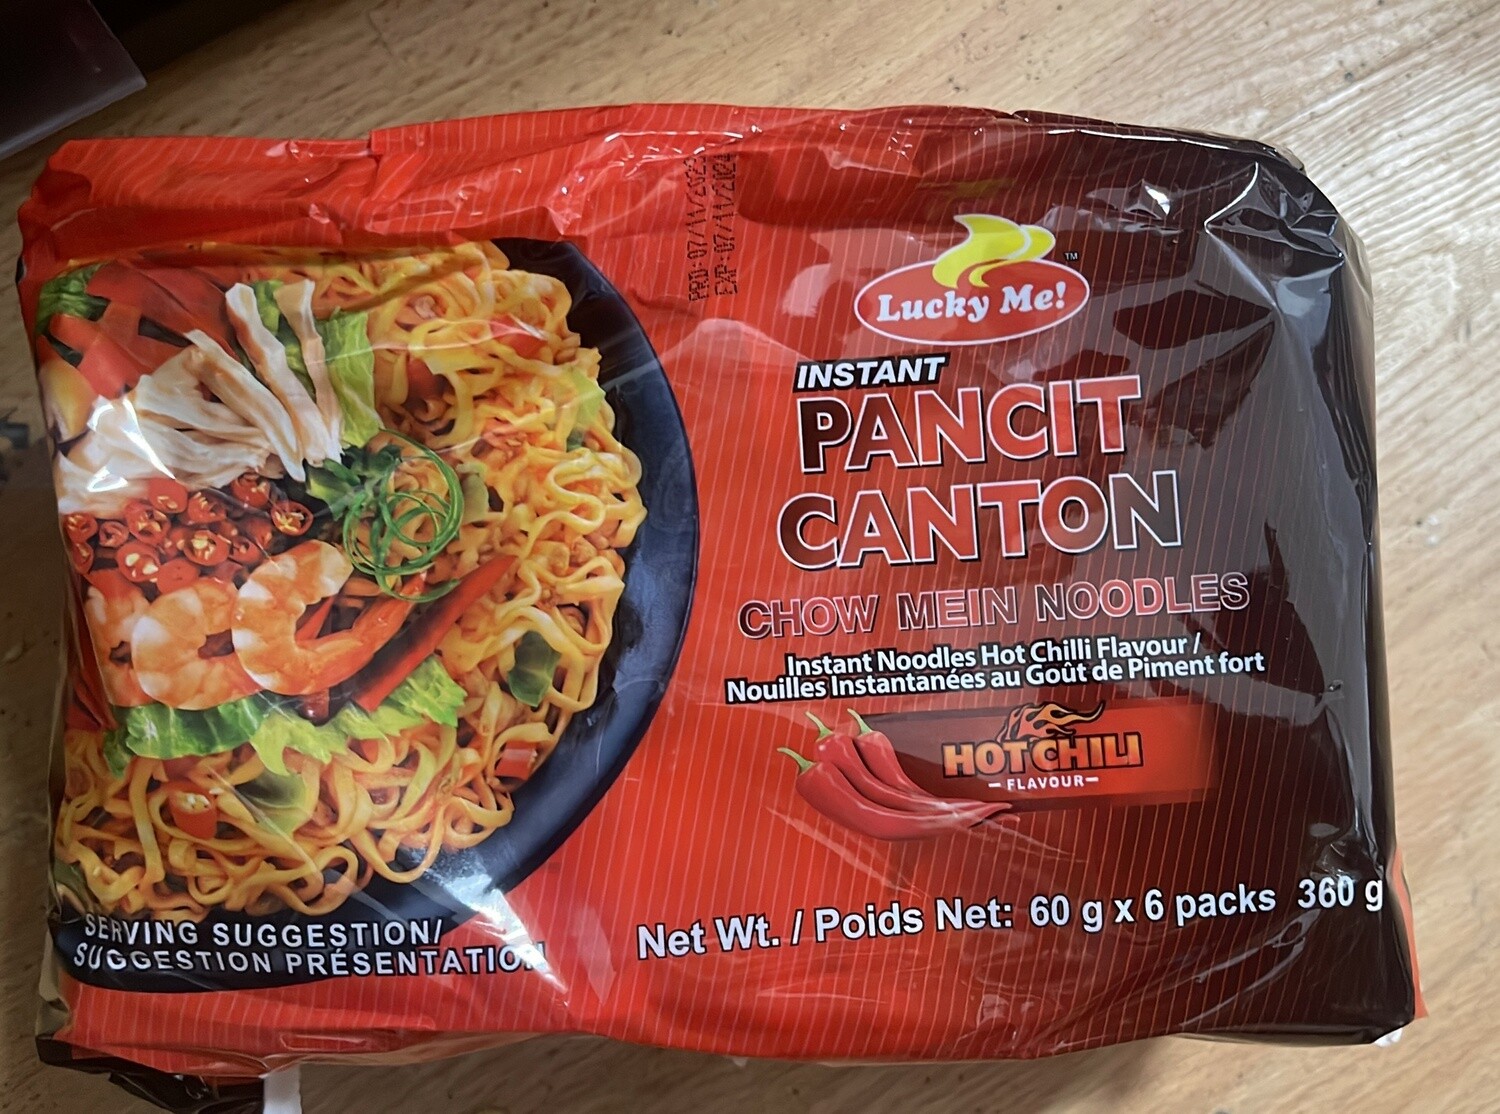 PRD:07/11/2023
EXP:07/11/2024
Lucky Me!
TM
INSTANT
PANCIT
CANTON
CHOW MEIN NOODLES
Instant Noodles Hot Chilli Flavour /
Nouilles Instantanées au Goût de Piment fort
HOT CHILI
FLAVOUR
SERVING SUGGESTION/
SUGGESTION PRÉSENTATION
Net Wt. / Poids Net: 60 g x 6 packs 360 g